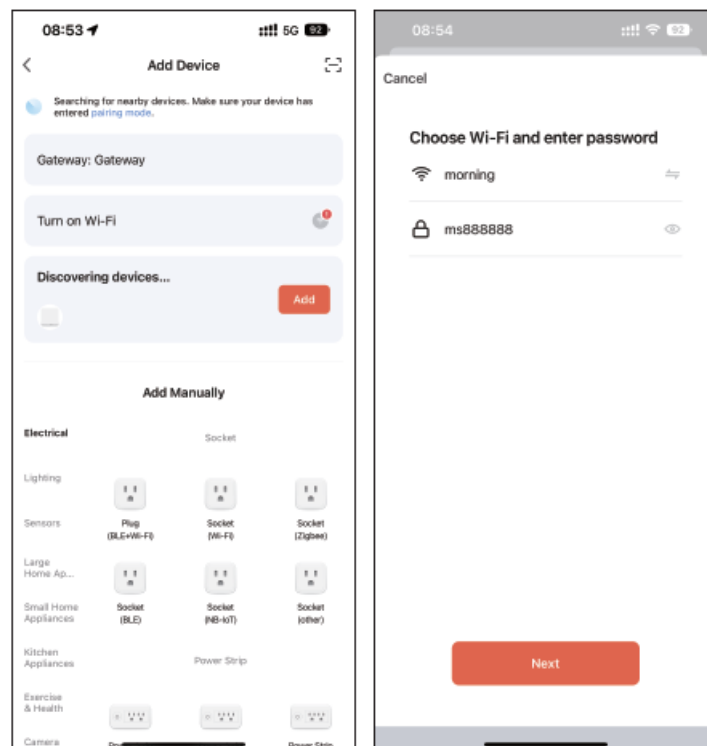 08:53
5G 92
Add Device
Searching for nearby devices. Make sure your device has
entered pairing mode.
Gateway: Gateway
Turn on Wi-Fi
Discovering devices...
Add
Add Manually
Electrical
Socket
Lighting
Sensors
Plug
(BLE+Wi-Fi)
Socket
(Wi-Fi)
Socket
(Zigbee)
Large
Home Ap...
Small Home
Appliances
Socket
(BLE)
Socket
(NB-IoT)
Socket
(other)
Kitchen
Appliances
Power Strip
Exercise
& Health
Camera
Power Strip
08:54
92
Cancel
Choose Wi-Fi and enter password
morning
ms888888
Next